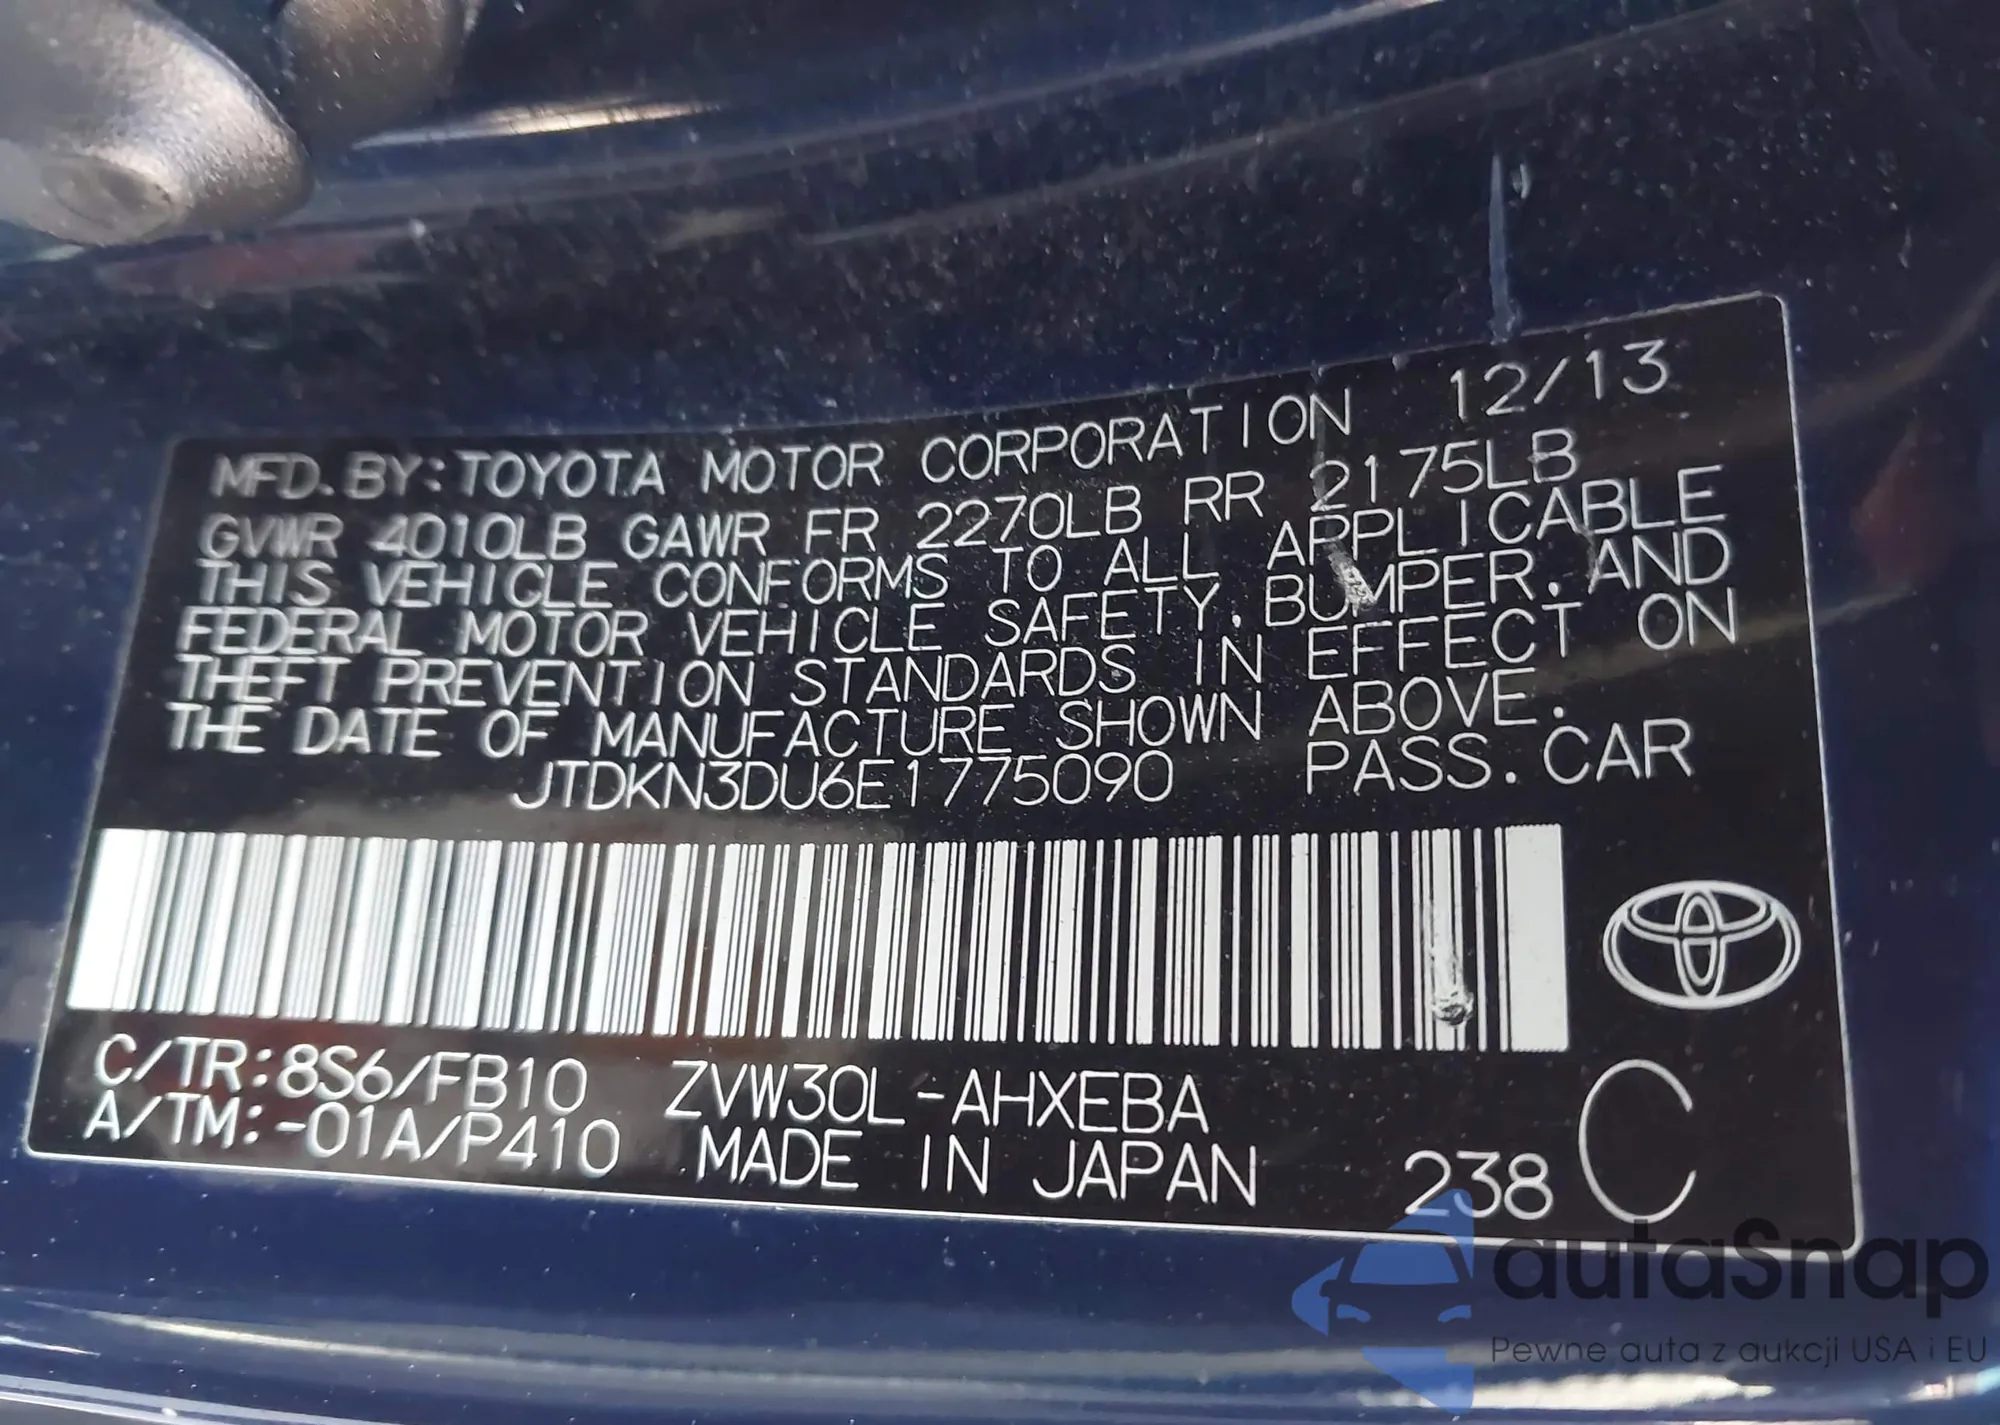 MFD. BY: TOYOTA MOTOR CORPORATION 12/13
GVWR 4010LB GAWR FR 2270LB RR 2175LB
THIS VEHICLE CONFORMS TO ALL APPLICABLE
FEDERAL MOTOR VEHICLE SAFETY, BUMPER, AND
THEFT PREVENTION STANDARDS IN EFFECT ON
THE DATE OF MANUFACTURE SHOWN ABOVE.
JTDKN3DU6E1775090 PASS. CAR
C/TR: 8S6/FB10 ZVW30L-AHXEBA C
A/TM: -01A/P410 MADE IN JAPAN 238
autaSnap
Pewne auta z aukcji USA i EU